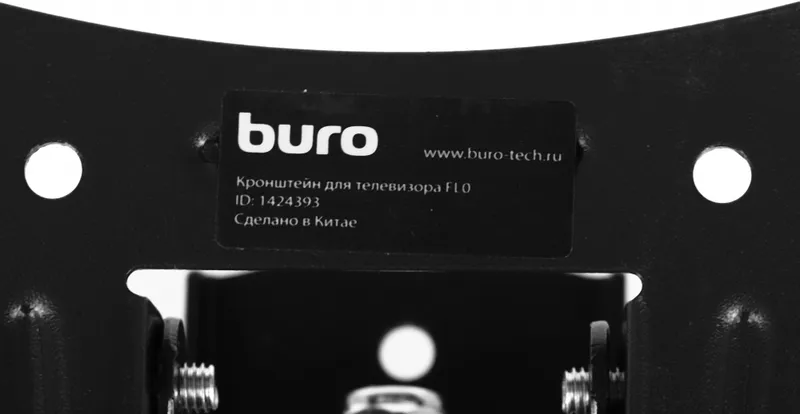 buro
www.buro-tech.ru
Кронштейн для телевизора FL0
ID: 1424393
Сделано в Китае